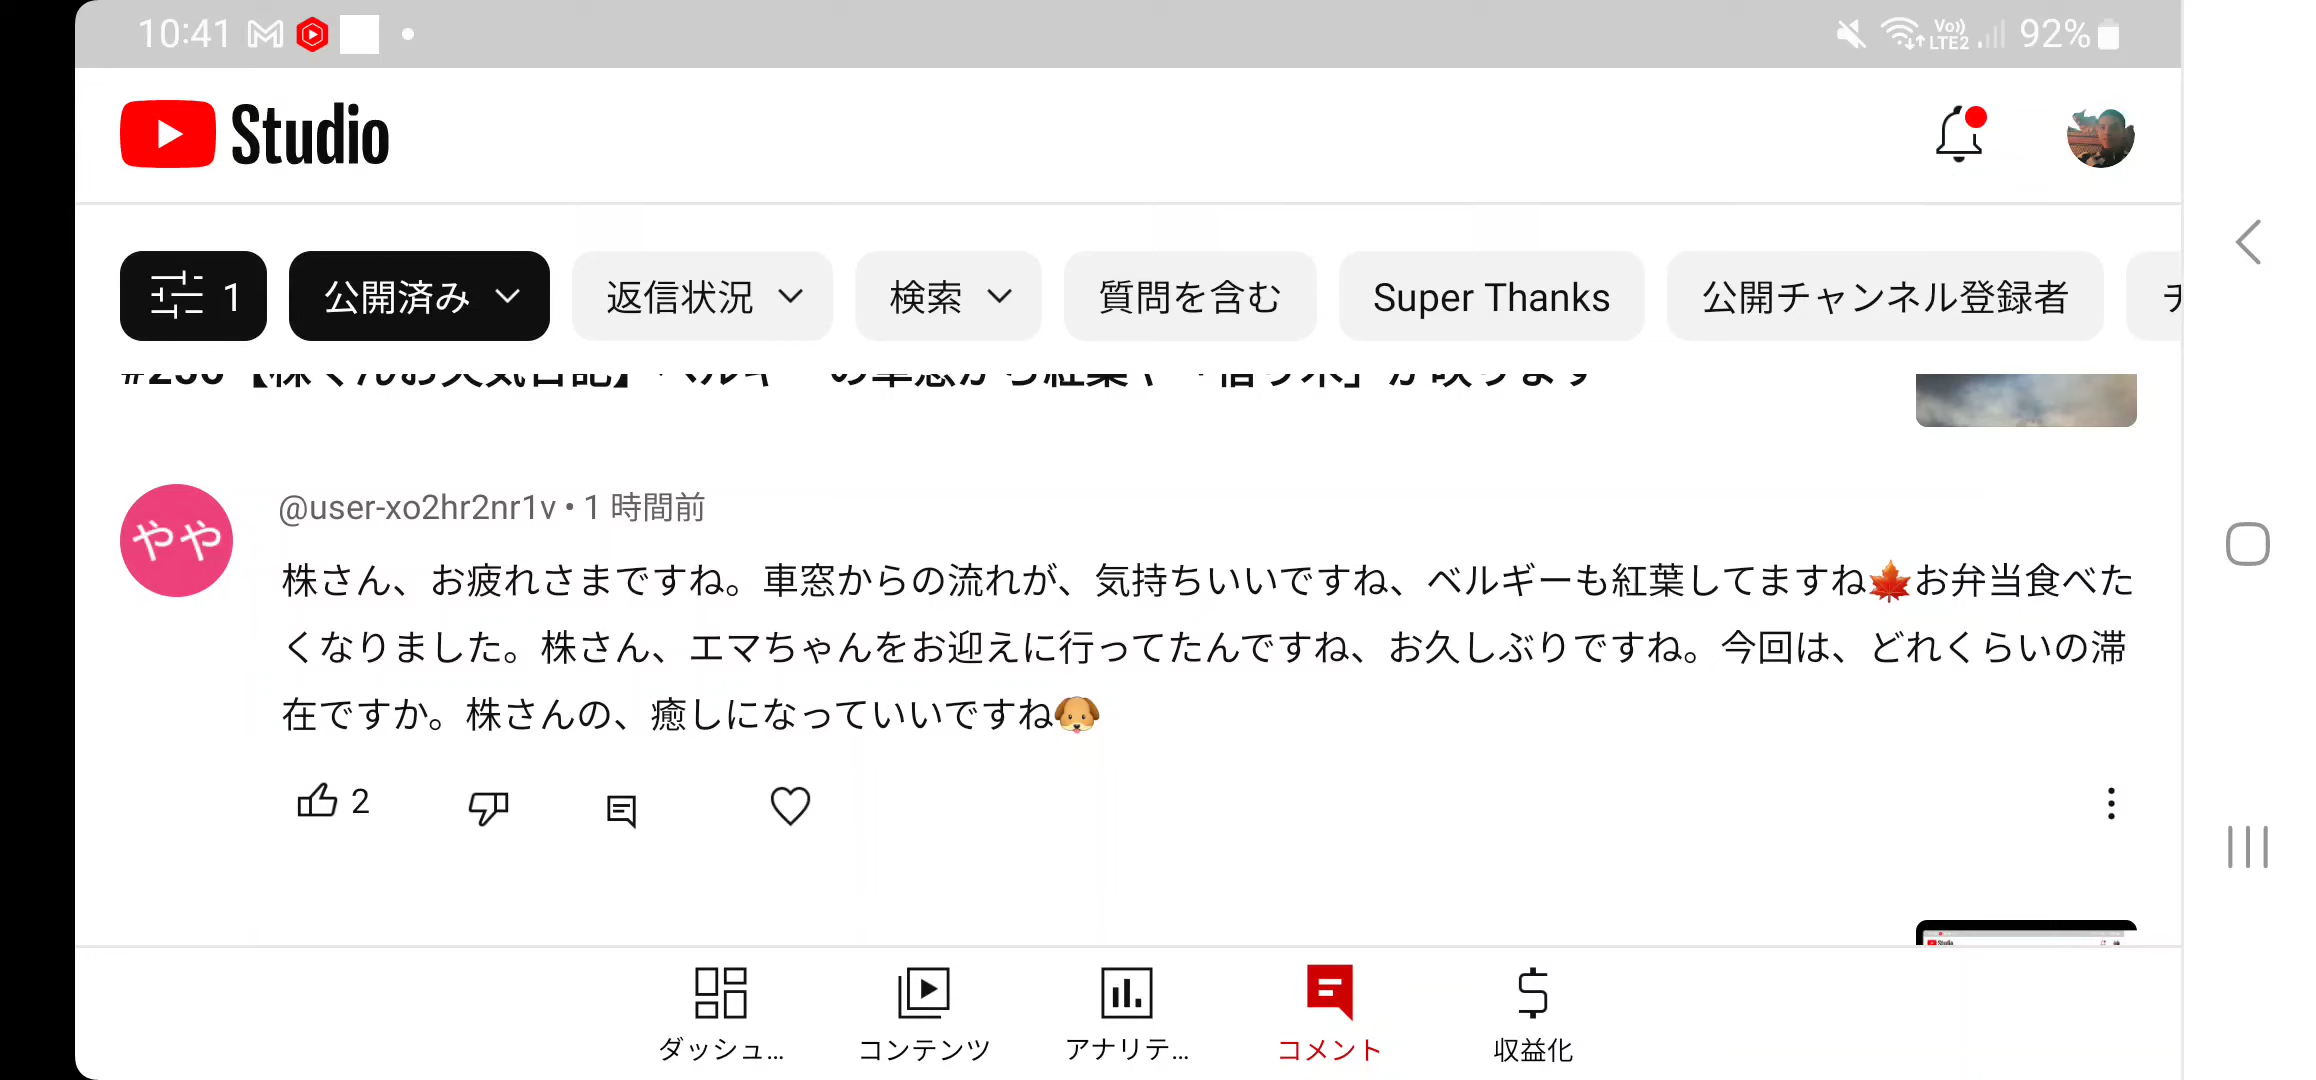 10:41
Vo))
LTE2
92%
Studio
1
公開済み
返信状況
検索
質問を含む
Super Thanks
公開チャンネル登録者
やや
@user-xo2hr2nr1v • 1 時間前
株さん、お疲れさまですね。車窓からの流れが、気持ちいいですね、ベルギーも紅葉してますね🍁お弁当食べた
くなりました。株さん、エマちゃんをお迎えに行ってたんですね、お久しぶりですね。今回は、どれくらいの滞
在ですか。株さんの、癒しになっていいですね🐶
2
ダッシュ...
コンテンツ
アナリテ...
コメント
収益化